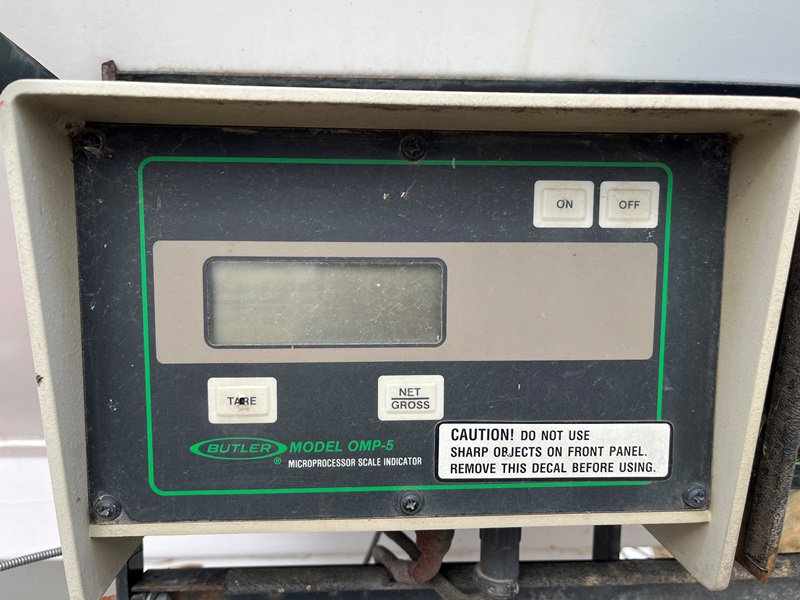 ON OFF
TARE
NET
GROSS
BUTLER® MODEL OMP-5
MICROPROCESSOR SCALE INDICATOR
CAUTION! DO NOT USE
SHARP OBJECTS ON FRONT PANEL.
REMOVE THIS DECAL BEFORE USING.